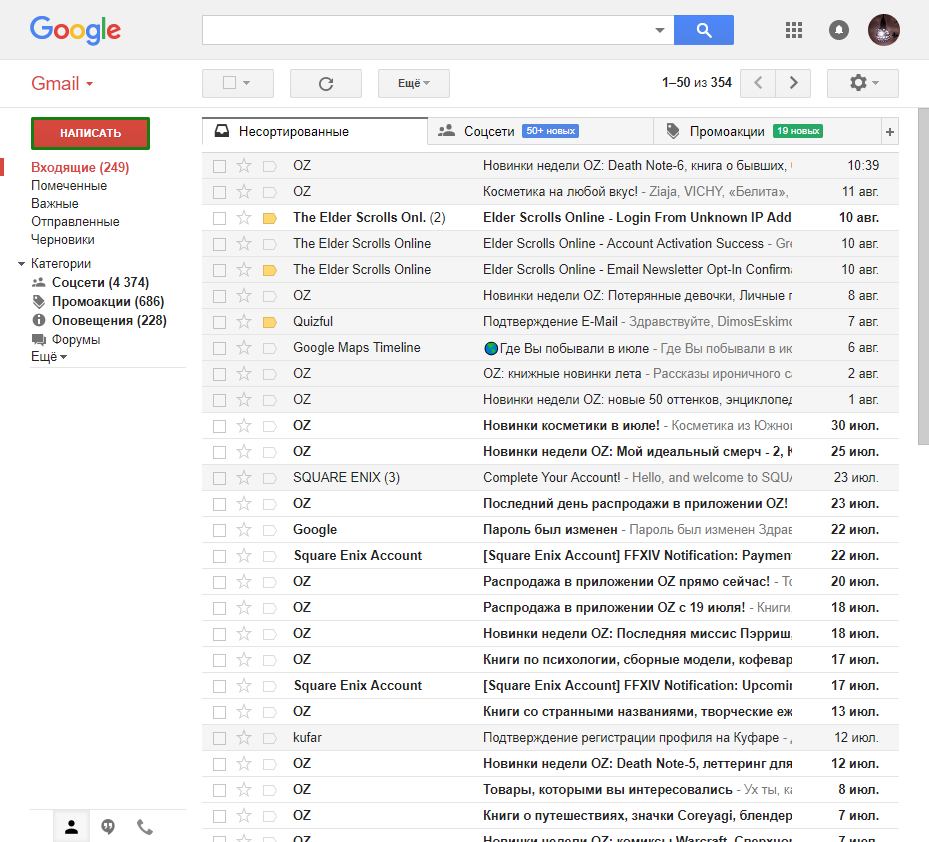 Google
Gmail
Ещё
1–50 из 354
НАПИСАТЬ
Входящие (249)
Помеченные
Важные
Отправленные
Черновики
Категории
Соцсети (4 374)
Промоакции (686)
Оповещения (228)
Форумы
Ещё
Несортированные Соцсети 50+ новых Промоакции 19 новых +
OZ Новинки недели OZ: Death Note-6, книга о бывших, 10:39
OZ Косметика на любой вкус! - Ziaja, VICHY, «Белита», 11 авг.
The Elder Scrolls Onl. (2) Elder Scrolls Online - Login From Unknown IP Add 10 авг.
The Elder Scrolls Online Elder Scrolls Online - Account Activation Success - Gre 10 авг.
The Elder Scrolls Online Elder Scrolls Online - Email Newsletter Opt-In Confirma 10 авг.
OZ Новинки недели OZ: Потерянные девочки, Личные 8 авг.
Quizful Подтверждение E-Mail - Здравствуйте, DimosEskimo 7 авг.
Google Maps Timeline Где Вы побывали в июле - Где Вы побывали в ию 6 авг.
OZ OZ: книжные новинки лета - Рассказы ироничного с 2 авг.
OZ Новинки недели OZ: новые 50 оттенков, энциклопед 1 авг.
OZ Новинки косметики в июле! - Косметика из Южно 30 июл.
OZ Новинки недели OZ: Мой идеальный смерч - 2, К 25 июл.
SQUARE ENIX (3) Complete Your Account! - Hello, and welcome to SQUA 23 июл.
OZ Последний день распродажи в приложении OZ! 23 июл.
Google Пароль был изменен - Пароль был изменен Здрав 22 июл.
Square Enix Account [Square Enix Account] FFXIV Notification: Paymen 22 июл.
OZ Распродажа в приложении OZ прямо сейчас! - То 20 июл.
OZ Распродажа в приложении OZ с 19 июля! - Книги, 18 июл.
OZ Новинки недели OZ: Последняя миссис Пэрриш, 18 июл.
OZ Книги по психологии, сборные модели, кофевар 17 июл.
Square Enix Account [Square Enix Account] FFXIV Notification: Upcomin 17 июл.
OZ Книги со странными названиями, творческие еж 13 июл.
kufar Подтверждение регистрации профиля на Куфаре - 12 июл.
OZ Новинки недели OZ: Death Note-5, леттеринг для 12 июл.
OZ Товары, которыми вы интересовались - Ух ты, ка 8 июл.
OZ Книги о путешествиях, значки Coreyagi, блендер 7 июл.
OZ Новинки недели OZ: комиксы Warcraft, Сверхнов 7 июл.